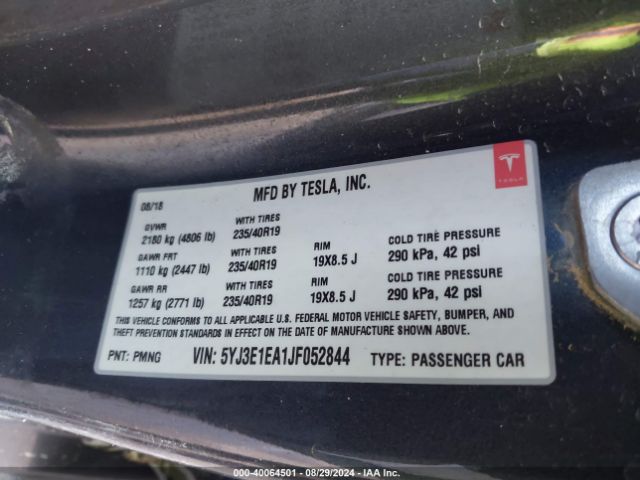 MFD BY TESLA, INC.
TESLA
08/18
GVWR WITH TIRES
2180 kg (4806 lb) 235/40R19
GAWR FRT WITH TIRES RIM COLD TIRE PRESSURE
1110 kg (2447 lb) 235/40R19 19X8.5 J 290 kPa, 42 psi
GAWR RR WITH TIRES RIM COLD TIRE PRESSURE
1257 kg (2771 lb) 235/40R19 19X8.5 J 290 kPa, 42 psi
THIS VEHICLE CONFORMS TO ALL APPLICABLE U.S. FEDERAL MOTOR VEHICLE SAFETY, BUMPER, AND
THEFT PREVENTION STANDARDS IN EFFECT ON THE DATE OF MANUFACTURE SHOWN ABOVE.
PNT: PMNG VIN: 5YJ3E1EA1JF052844 TYPE: PASSENGER CAR
000-40064501 - 08/29/2024 - IAA Inc.